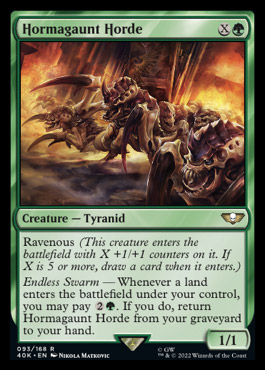 Hormagaunt Horde X G
Creature — Tyranid
Ravenous (This creature enters the
battlefield with X +1/+1 counters on it. If
X is 5 or more, draw a card when it enters.)
Endless Swarm — Whenever a land
enters the battlefield under your control,
you may pay 2 G. If you do, return
Hormagaunt Horde from your graveyard
to your hand.
1/1
093/168 R
40K • EN NIKOLA MATKOVIC
© GW
™ & © 2022 Wizards of the Coast